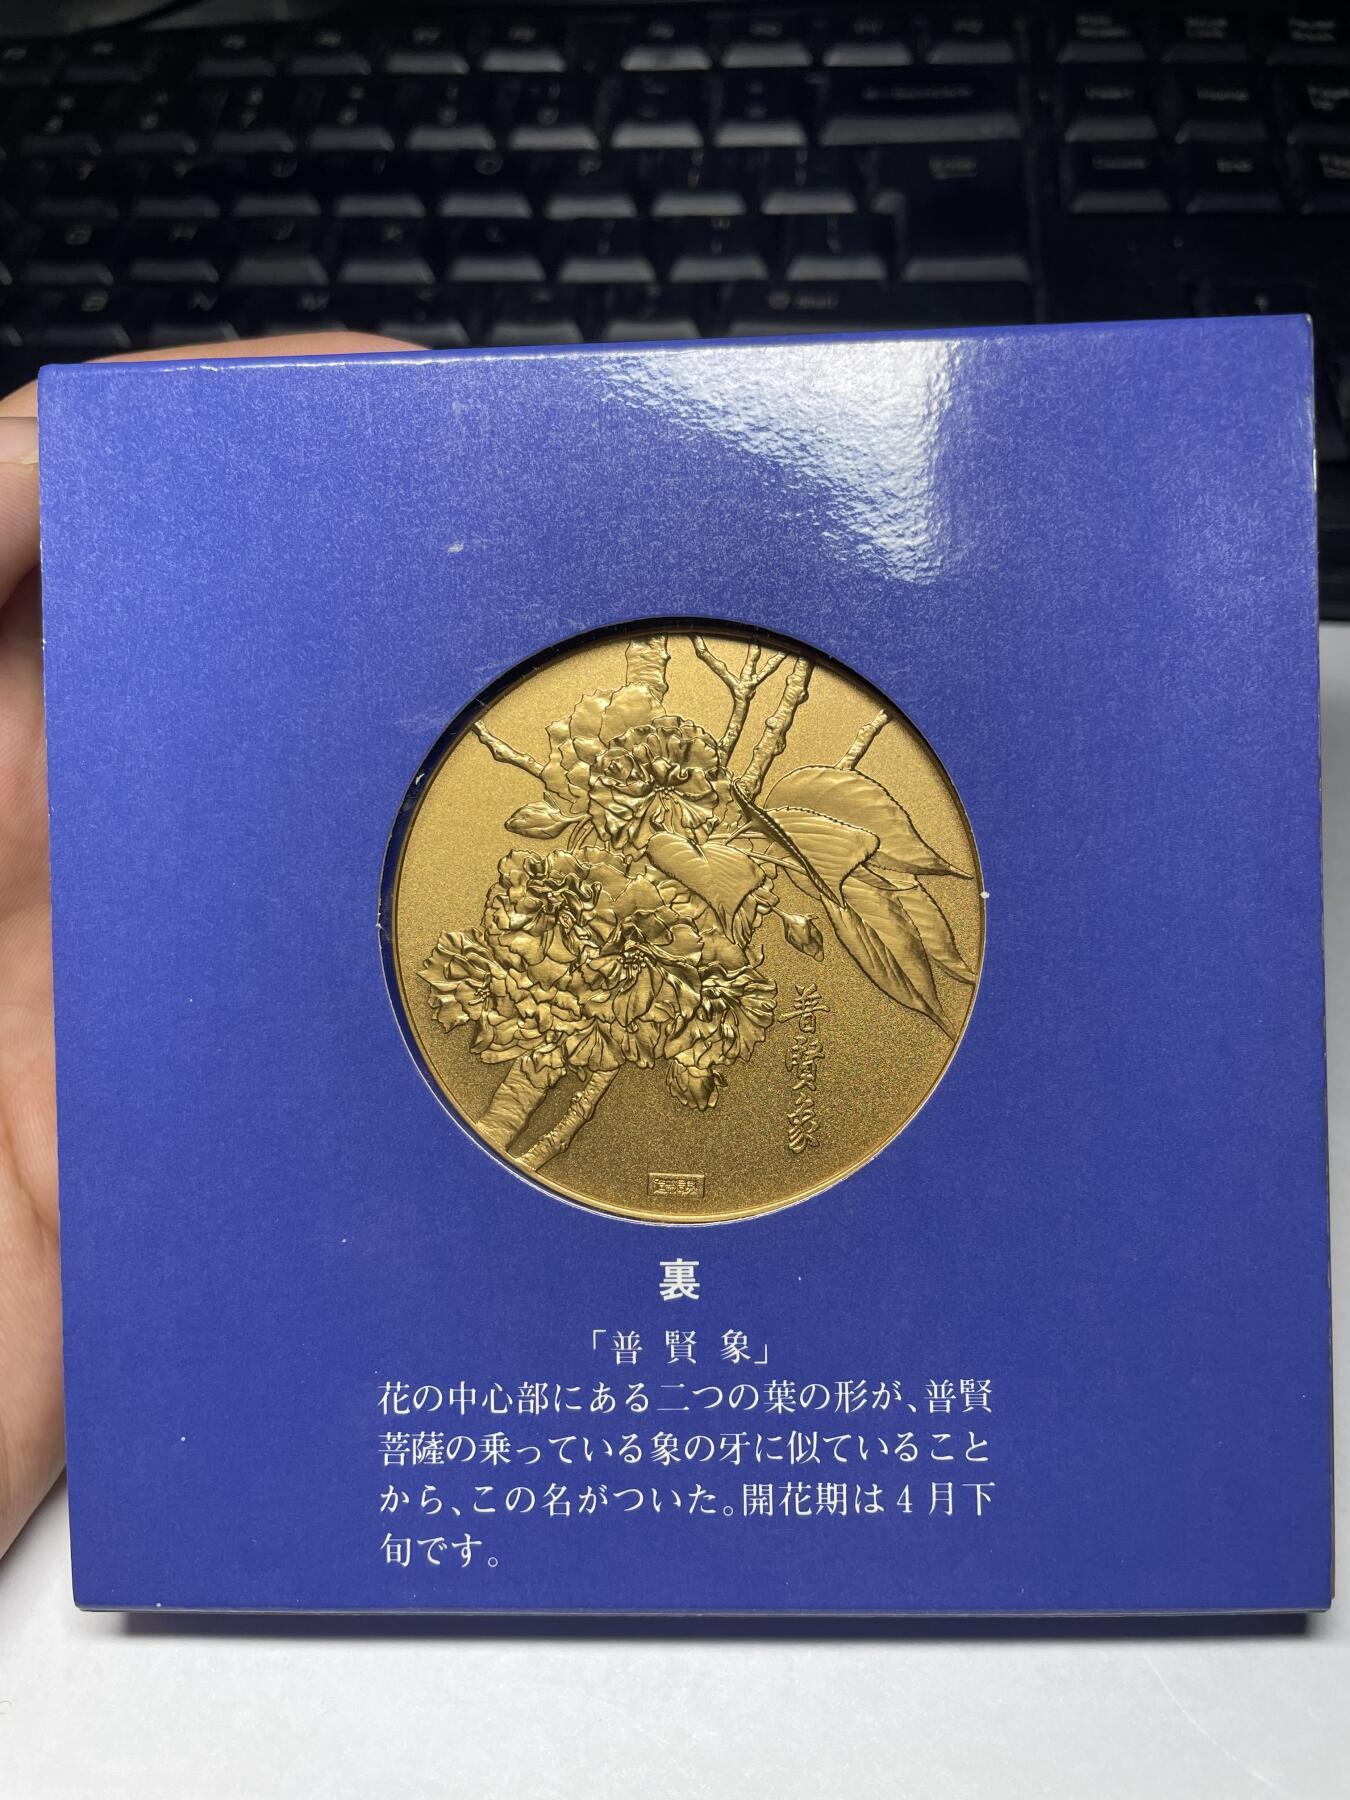 普賢象
裏
「普賢象」
花の中心部にある二つの葉の形が、普賢
菩薩の乗っている象の牙に似ていること
から、この名がついた。開花期は4月下
旬です。